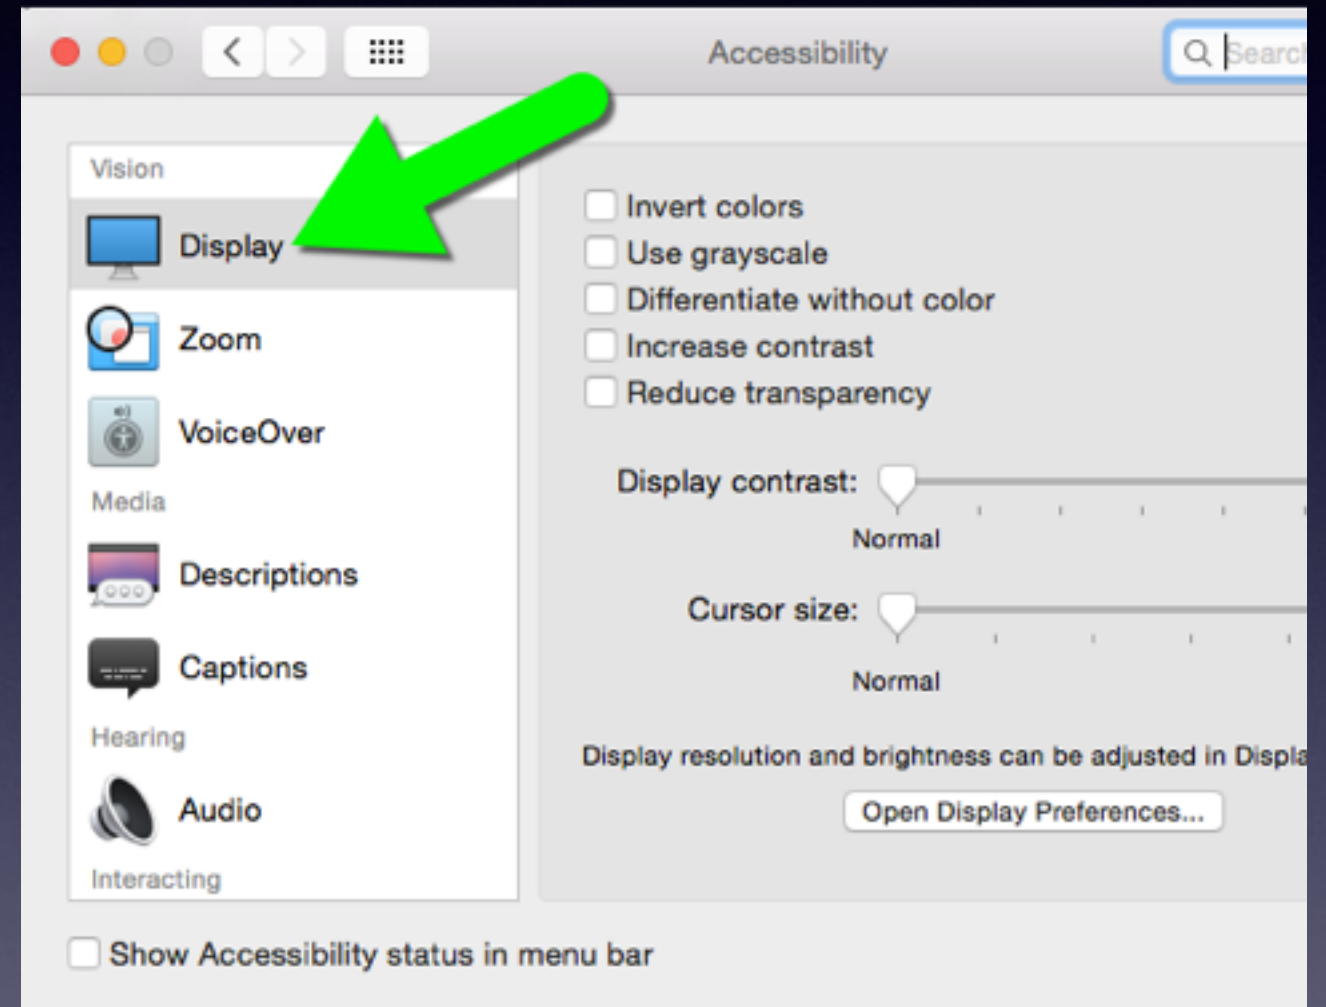 Accessibility
Search
Vision
Display
Zoom
VoiceOver
Media
Descriptions
Captions
Hearing
Audio
Interacting
Invert colors
Use grayscale
Differentiate without color
Increase contrast
Reduce transparency
Display contrast:
Normal
Cursor size:
Normal
Display resolution and brightness can be adjusted in Displa
Open Display Preferences...
Show Accessibility status in menu bar